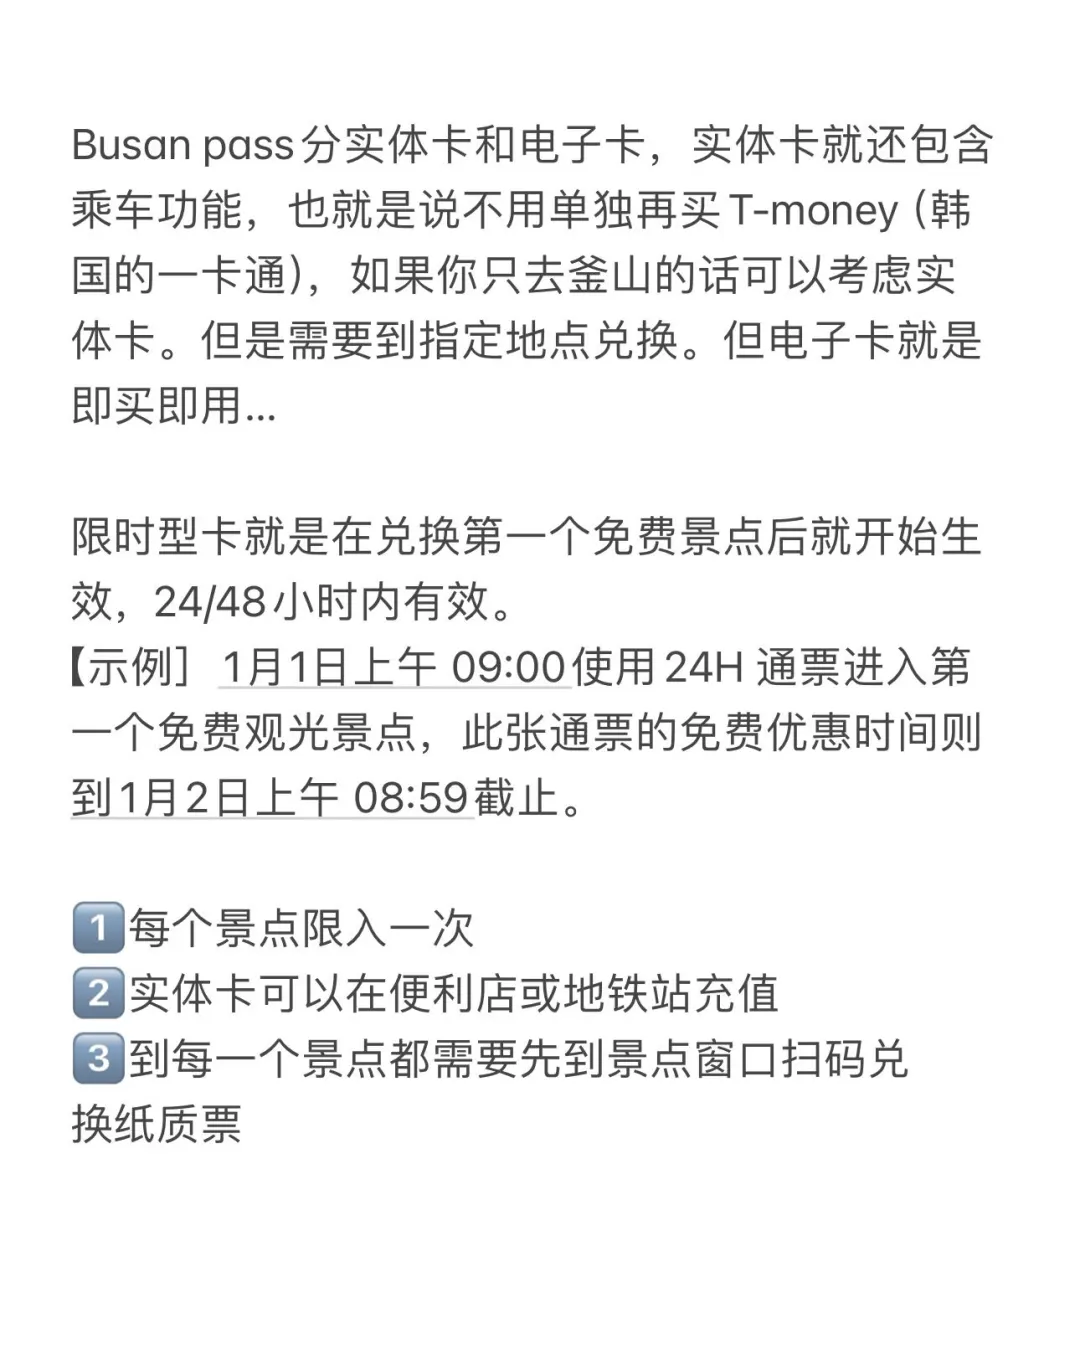 Busan pass分实体卡和电子卡，实体卡就还包含
乘车功能，也就是说不用单独再买T-money（韩
国的一卡通），如果你只去釜山的话可以考虑实
体卡。但是需要到指定地点兑换。但电子卡就是
即买即用...
限时型卡就是在兑换第一个免费景点后就开始生
效，24/48小时内有效。
【示例］ 1月1日上午 09:00使用24H 通票进入第
一个免费观光景点，此张通票的免费优惠时间则
到1月2日上午 08:59截止。
1️⃣每个景点限入一次
2️⃣实体卡可以在便利店或地铁站充值
3️⃣到每一个景点都需要先到景点窗口扫码兑
换纸质票